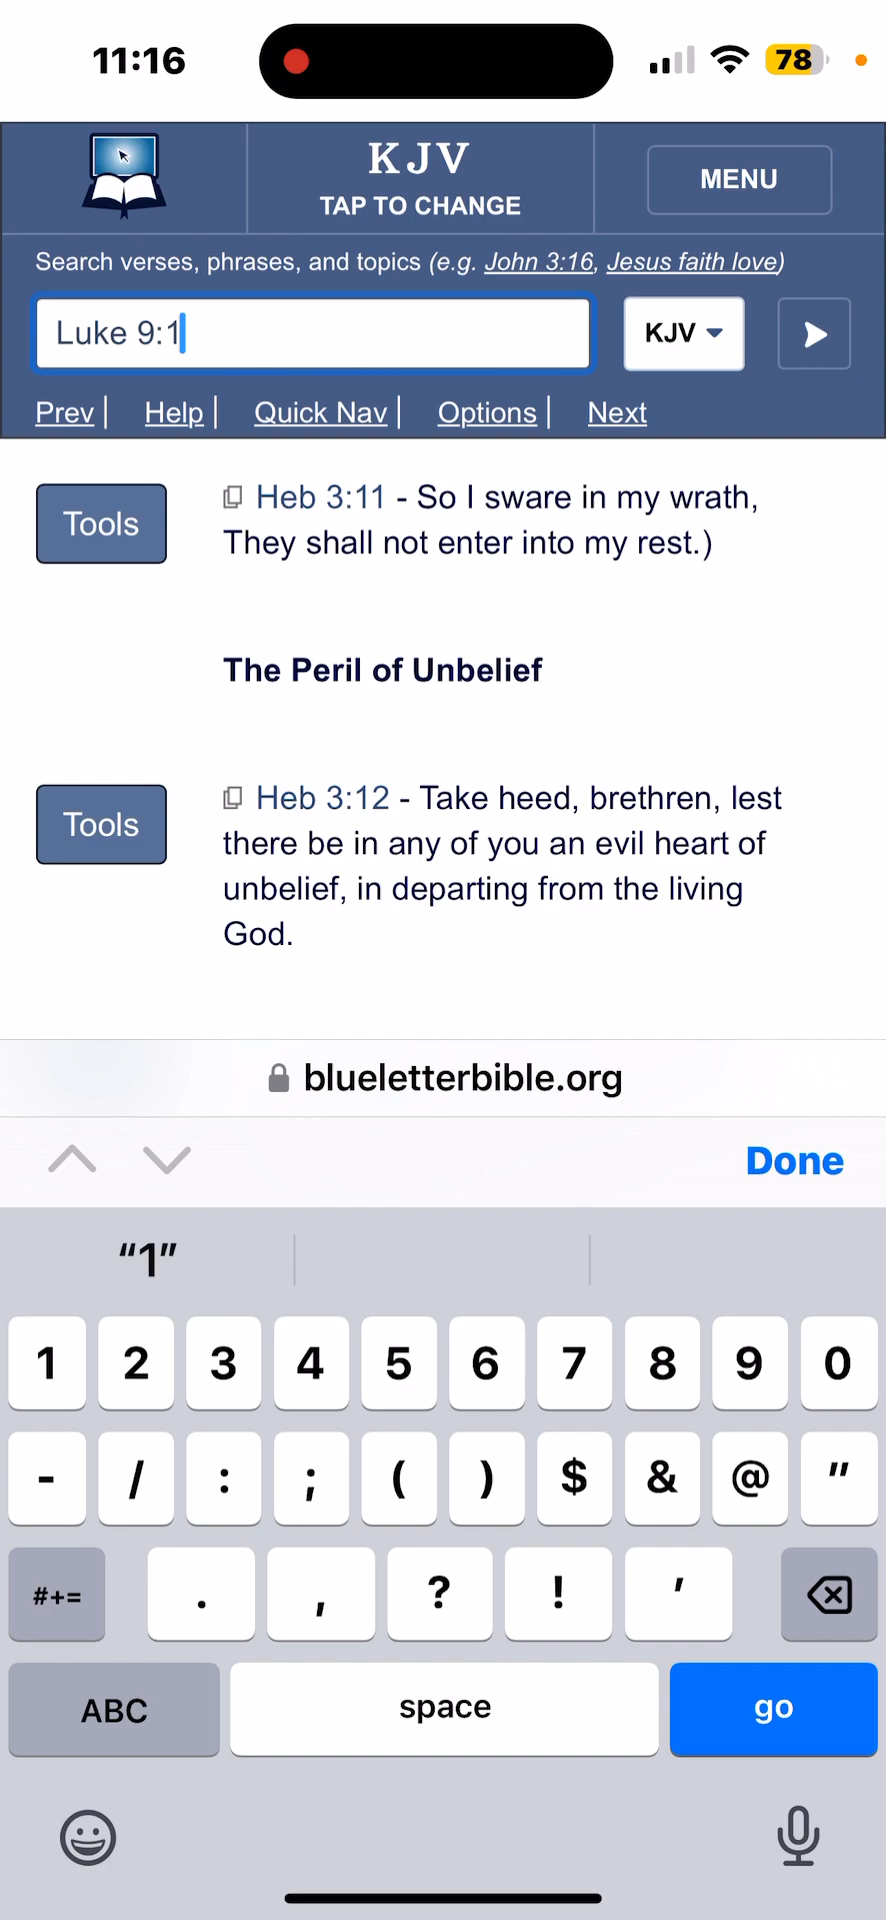 11:16
78
KJV
TAP TO CHANGE
MENU
Search verses, phrases, and topics (e.g. John 3:16, Jesus faith love)
Luke 9:1
KJV
Prev | Help | Quick Nav | Options | Next
Tools
Heb 3:11 - So I sware in my wrath,
They shall not enter into my rest.)
The Peril of Unbelief
Tools
Heb 3:12 - Take heed, brethren, lest
there be in any of you an evil heart of
unbelief, in departing from the living
God.
blueletterbible.org
Done
“1”
1 2 3 4 5 6 7 8 9 0
- / : ; ( ) $ & @ "
#+= . , ? ! '
ABC space go